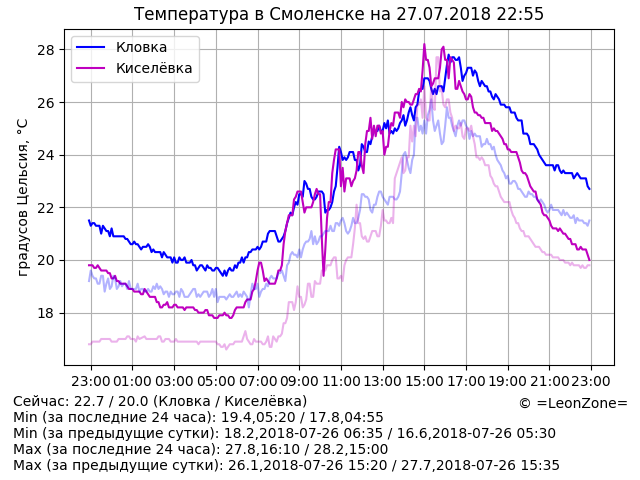 Температура в Смоленске на 27.07.2018 22:55
Кловка
Киселёвка
градусов Цельсия, °C
28
26
24
22
20
18
23:00 01:00 03:00 05:00 07:00 09:00 11:00 13:00 15:00 17:00 19:00 21:00 23:00
Сейчас: 22.7 / 20.0 (Кловка / Киселёвка)
© =LeonZone=
Min (за последние 24 часа): 19.4,05:20 / 17.8,04:55
Min (за предыдущие сутки): 18.2,2018-07-26 06:35 / 16.6,2018-07-26 05:30
Max (за последние 24 часа): 27.8,16:10 / 28.2,15:00
Max (за предыдущие сутки): 26.1,2018-07-26 15:20 / 27.7,2018-07-26 15:35